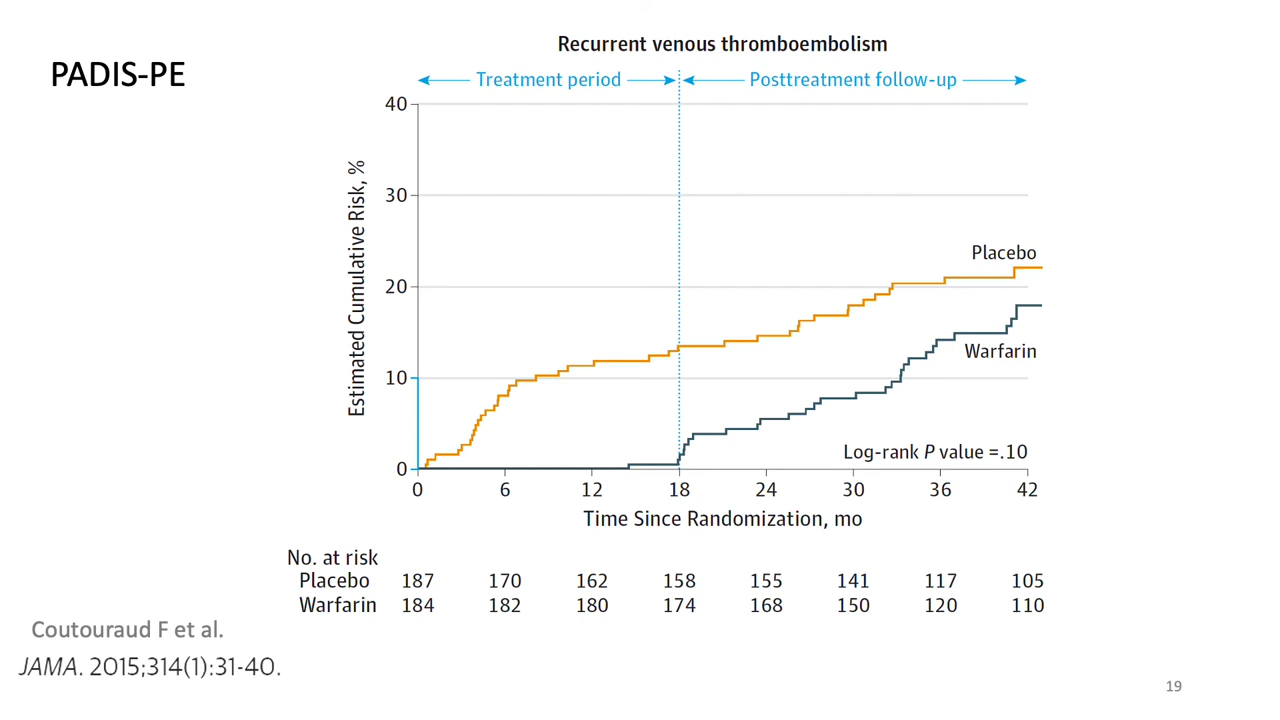 PADIS-PE
Recurrent venous thromboembolism
Treatment period
Posttreatment follow-up
Estimated Cumulative Risk, %
40
30
20
10
0
Placebo
Warfarin
Log-rank P value =.10
0 6 12 18 24 30 36 42
Time Since Randomization, mo
No. at risk
Placebo 187 170 162 158 155 141 117 105
Warfarin 184 182 180 174 168 150 120 110
Coutouraud F et al.
JAMA. 2015;314(1):31-40.
19